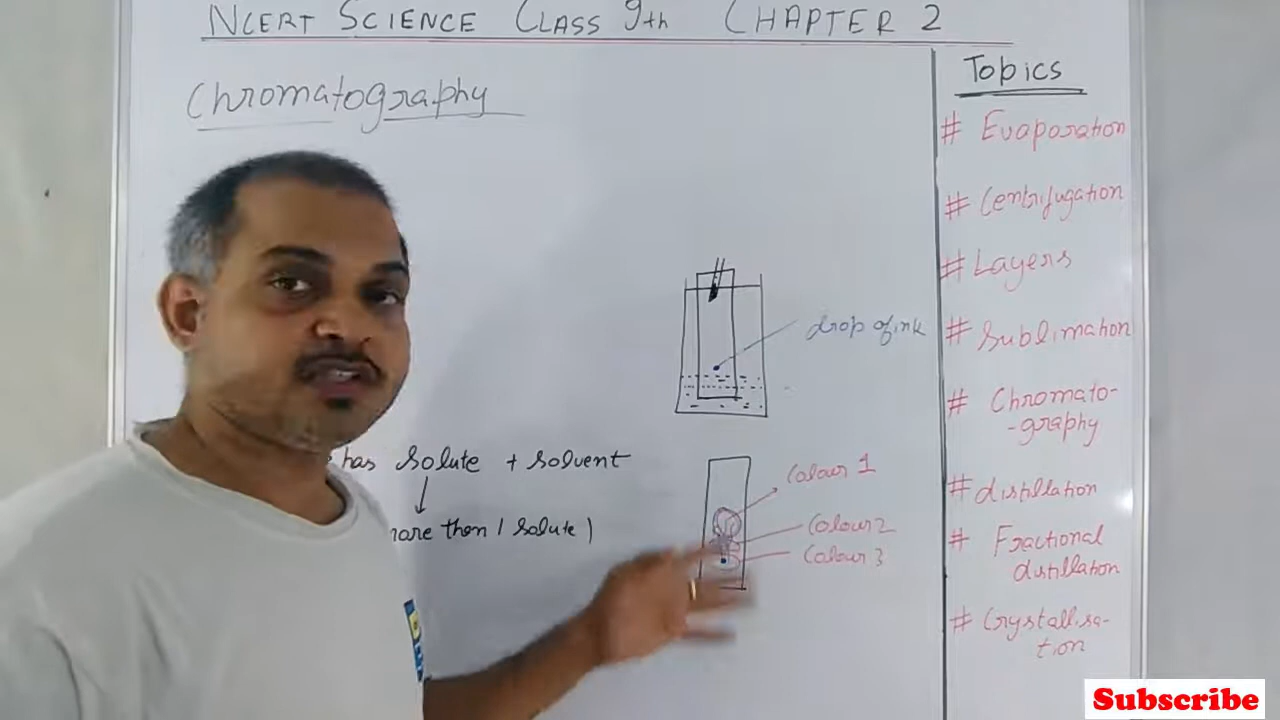 NCERT SCIENCE CLASS 9th CHAPTER 2
Chromatography
drop of ink
has solute + solvent
more then 1 solute)
Colour 1
Colour 2
Colour 3
Topics
# Evaporation
# Centrifugation
# Layers
# Sublimation
# Chromato-
-graphy
# distillation
# Fractional
distillation
# Crystallisa-
tion
Subscribe